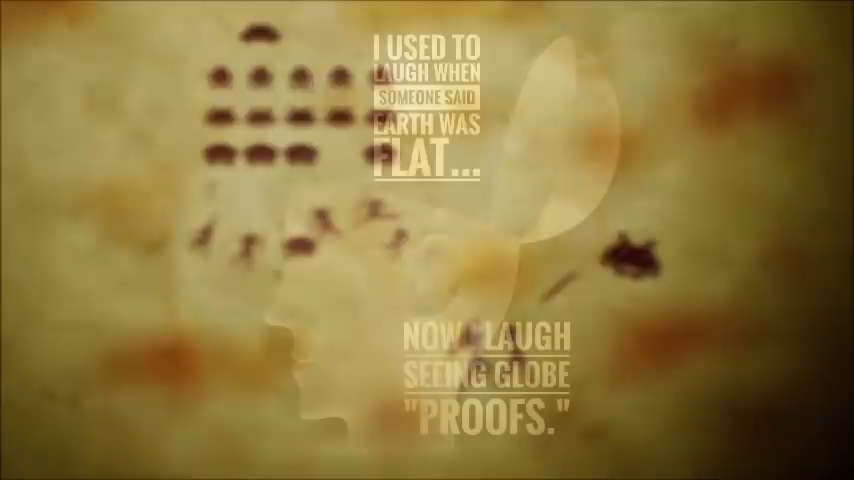 I USED TO
LAUGH WHEN
SOMEONE SAID
EARTH WAS
FLAT...
NOW I LAUGH
SEEING GLOBE
"PROOFS."